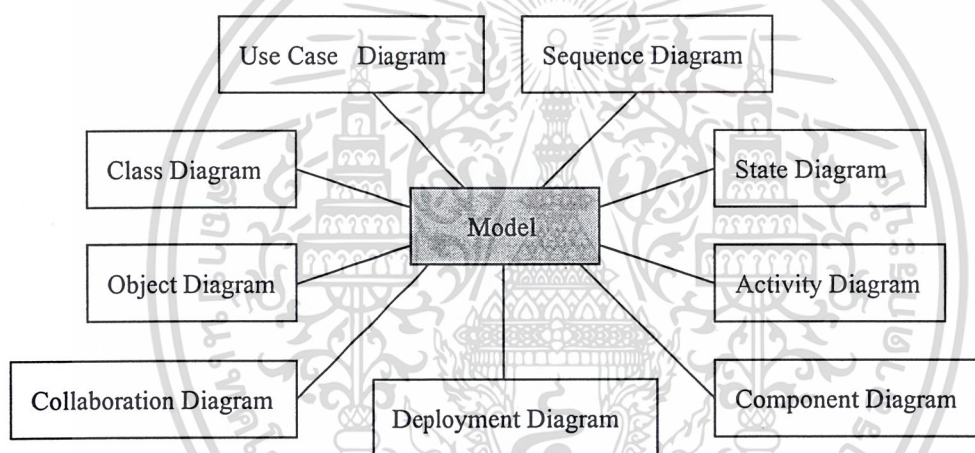 Use Case Diagram
Sequence Diagram
Class Diagram
State Diagram
Model
Object Diagram
Activity Diagram
Collaboration Diagram
Deployment Diagram
Component Diagram